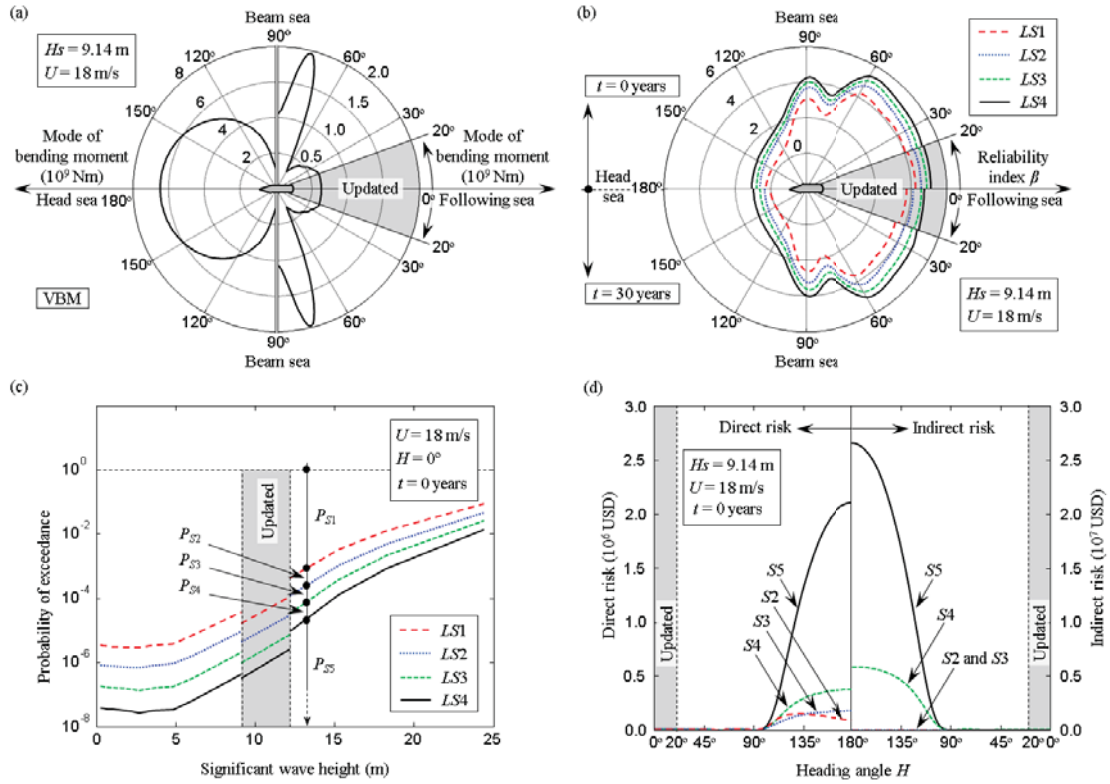 (a)
Beam sea
90°
Hs = 9.14 m
U = 18 m/s
120°
8
6
4
2
60°
2.0
1.5
1.0
0.5
150°
30°
20°
Mode of
bending moment
(10⁹ Nm)
Mode of
bending moment
(10⁹ Nm)
Updated
Head sea 180°
0° Following sea
20°
150°
30°
VBM
120°
60°
90°
Beam sea
(b)
Beam sea
90°
LS1
LS2
LS3
LS4
120°
60°
6
4
2
0
t = 0 years
150°
30°
20°
Head
sea
180°
Updated
Reliability
index β
0° Following sea
20°
150°
30°
t = 30 years
120°
60°
Hs = 9.14 m
U = 18 m/s
90°
Beam sea
(c)
Probability of exceedance
10⁰
10⁻²
10⁻⁴
10⁻⁶
10⁻⁸
U = 18 m/s
H = 0°
t = 0 years
Updated
P_S1
P_S2
P_S3
P_S4
P_S5
LS1
LS2
LS3
LS4
0 5 10 15 20 25
Significant wave height (m)
(d)
Direct risk (10⁶ USD)
3.0
2.5
2.0
1.5
1.0
0.5
0.0
Direct risk
Indirect risk
Hs = 9.14 m
U = 18 m/s
t = 0 years
Updated
S5
S2
S3
S4
S5
S4
S2 and S3
Updated
3.0
2.5
2.0
1.5
1.0
0.5
0.0
Indirect risk (10⁷ USD)
0° 20° 45° 90° 135° 180° 135° 90° 45° 20° 0°
Heading angle H